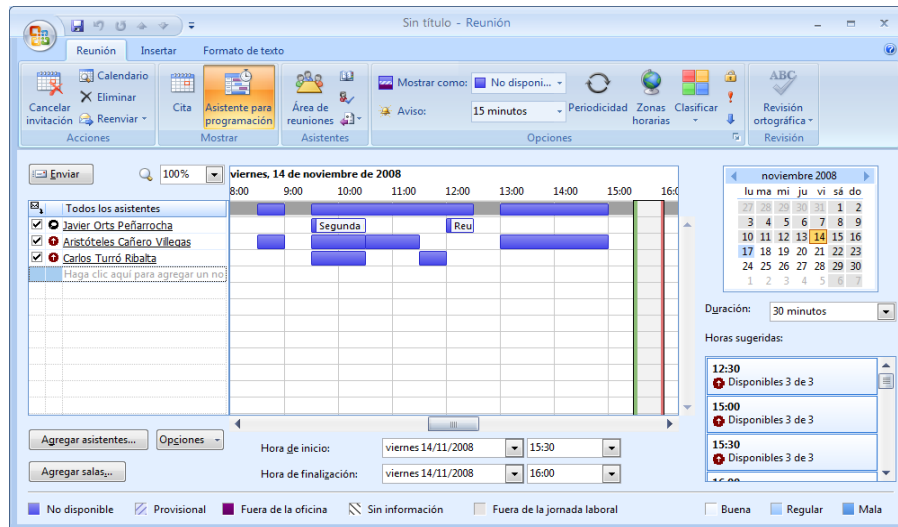 Sin título - Reunión
Reunión Insertar Formato de texto
Cancelar invitación
Calendario
Eliminar
Reenviar
Acciones
Cita
Asistente para programación
Mostrar
Área de reuniones
Asistentes
Mostrar como: No disponi...
Aviso: 15 minutos
Periodicidad
Zonas horarias
Clasificar
Opciones
ABC
Revisión ortográfica
Revisión
Enviar
100%
viernes, 14 de noviembre de 2008
8:00 9:00 10:00 11:00 12:00 13:00 14:00 15:00 16:0
Todos los asistentes
Javier Orts Peñarrocha
Segunda
Reu
Aristóteles Cañero Villegas
Carlos Turró Ribalta
Haga clic aquí para agregar un no
noviembre 2008
lu ma mi ju vi sá do
27 28 29 30 31 1 2
3 4 5 6 7 8 9
10 11 12 13 14 15 16
17 18 19 20 21 22 23
24 25 26 27 28 29 30
1 2 3 4 5 6 7
Duración: 30 minutos
Horas sugeridas:
12:30
Disponibles 3 de 3
15:00
Disponibles 3 de 3
15:30
Disponibles 3 de 3
16:00
Agregar asistentes... Opciones
Agregar salas...
Hora de inicio: viernes 14/11/2008 15:30
Hora de finalización: viernes 14/11/2008 16:00
No disponible Provisional Fuera de la oficina Sin información Fuera de la jornada laboral Buena Regular Mala